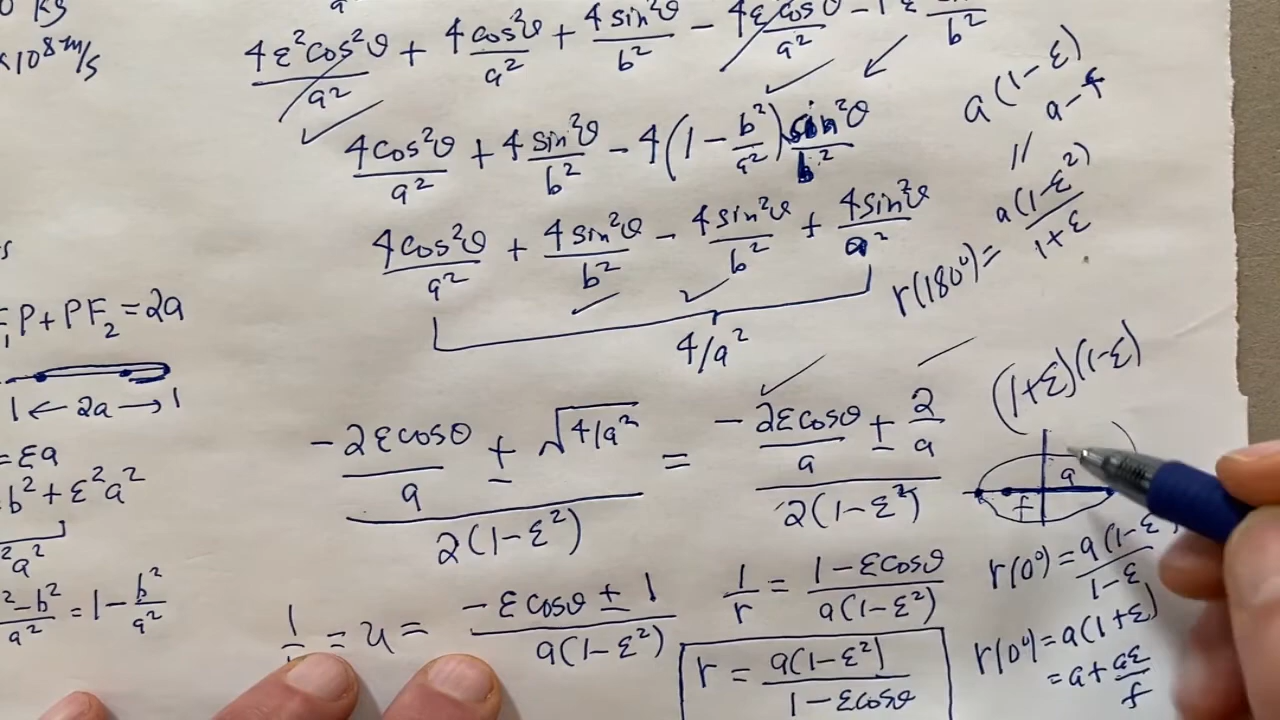 ×10⁸ m/s
4ε²cos²θ/a² + 4cos²θ/a² + 4sin²θ/b² − 4ε²cos²θ/a² −
4cos²θ/a² + 4sin²θ/b² − 4(1 − b²/a²) sin²θ/b²
4cos²θ/a² + 4sin²θ/b² − 4sin²θ/b² + 4sin²θ/a²
4/a²
P + PF₂ = 2a
1 ← 2a → 1
= εa
b² + ε²a²
²a²
²−b²/a² = 1 − b²/a²
(−2εcosθ/a ± √(4/a²))/(2(1−ε²)) = (−2εcosθ/a ± 2/a)/(2(1−ε²))
= u = (−εcosθ ± 1)/(a(1−ε²))
1/r = (1−εcosθ)/(a(1−ε²))
r = a(1−ε²)/(1−εcosθ)
a(1−ε)
a−f
||
r(180°) = a(1−ε²)/(1+ε)
(1+ε)(1−ε)
a
f
r(0°) = a(1−ε/(1−ε)
r(0°) = a(1+ε)
= a + aε
f